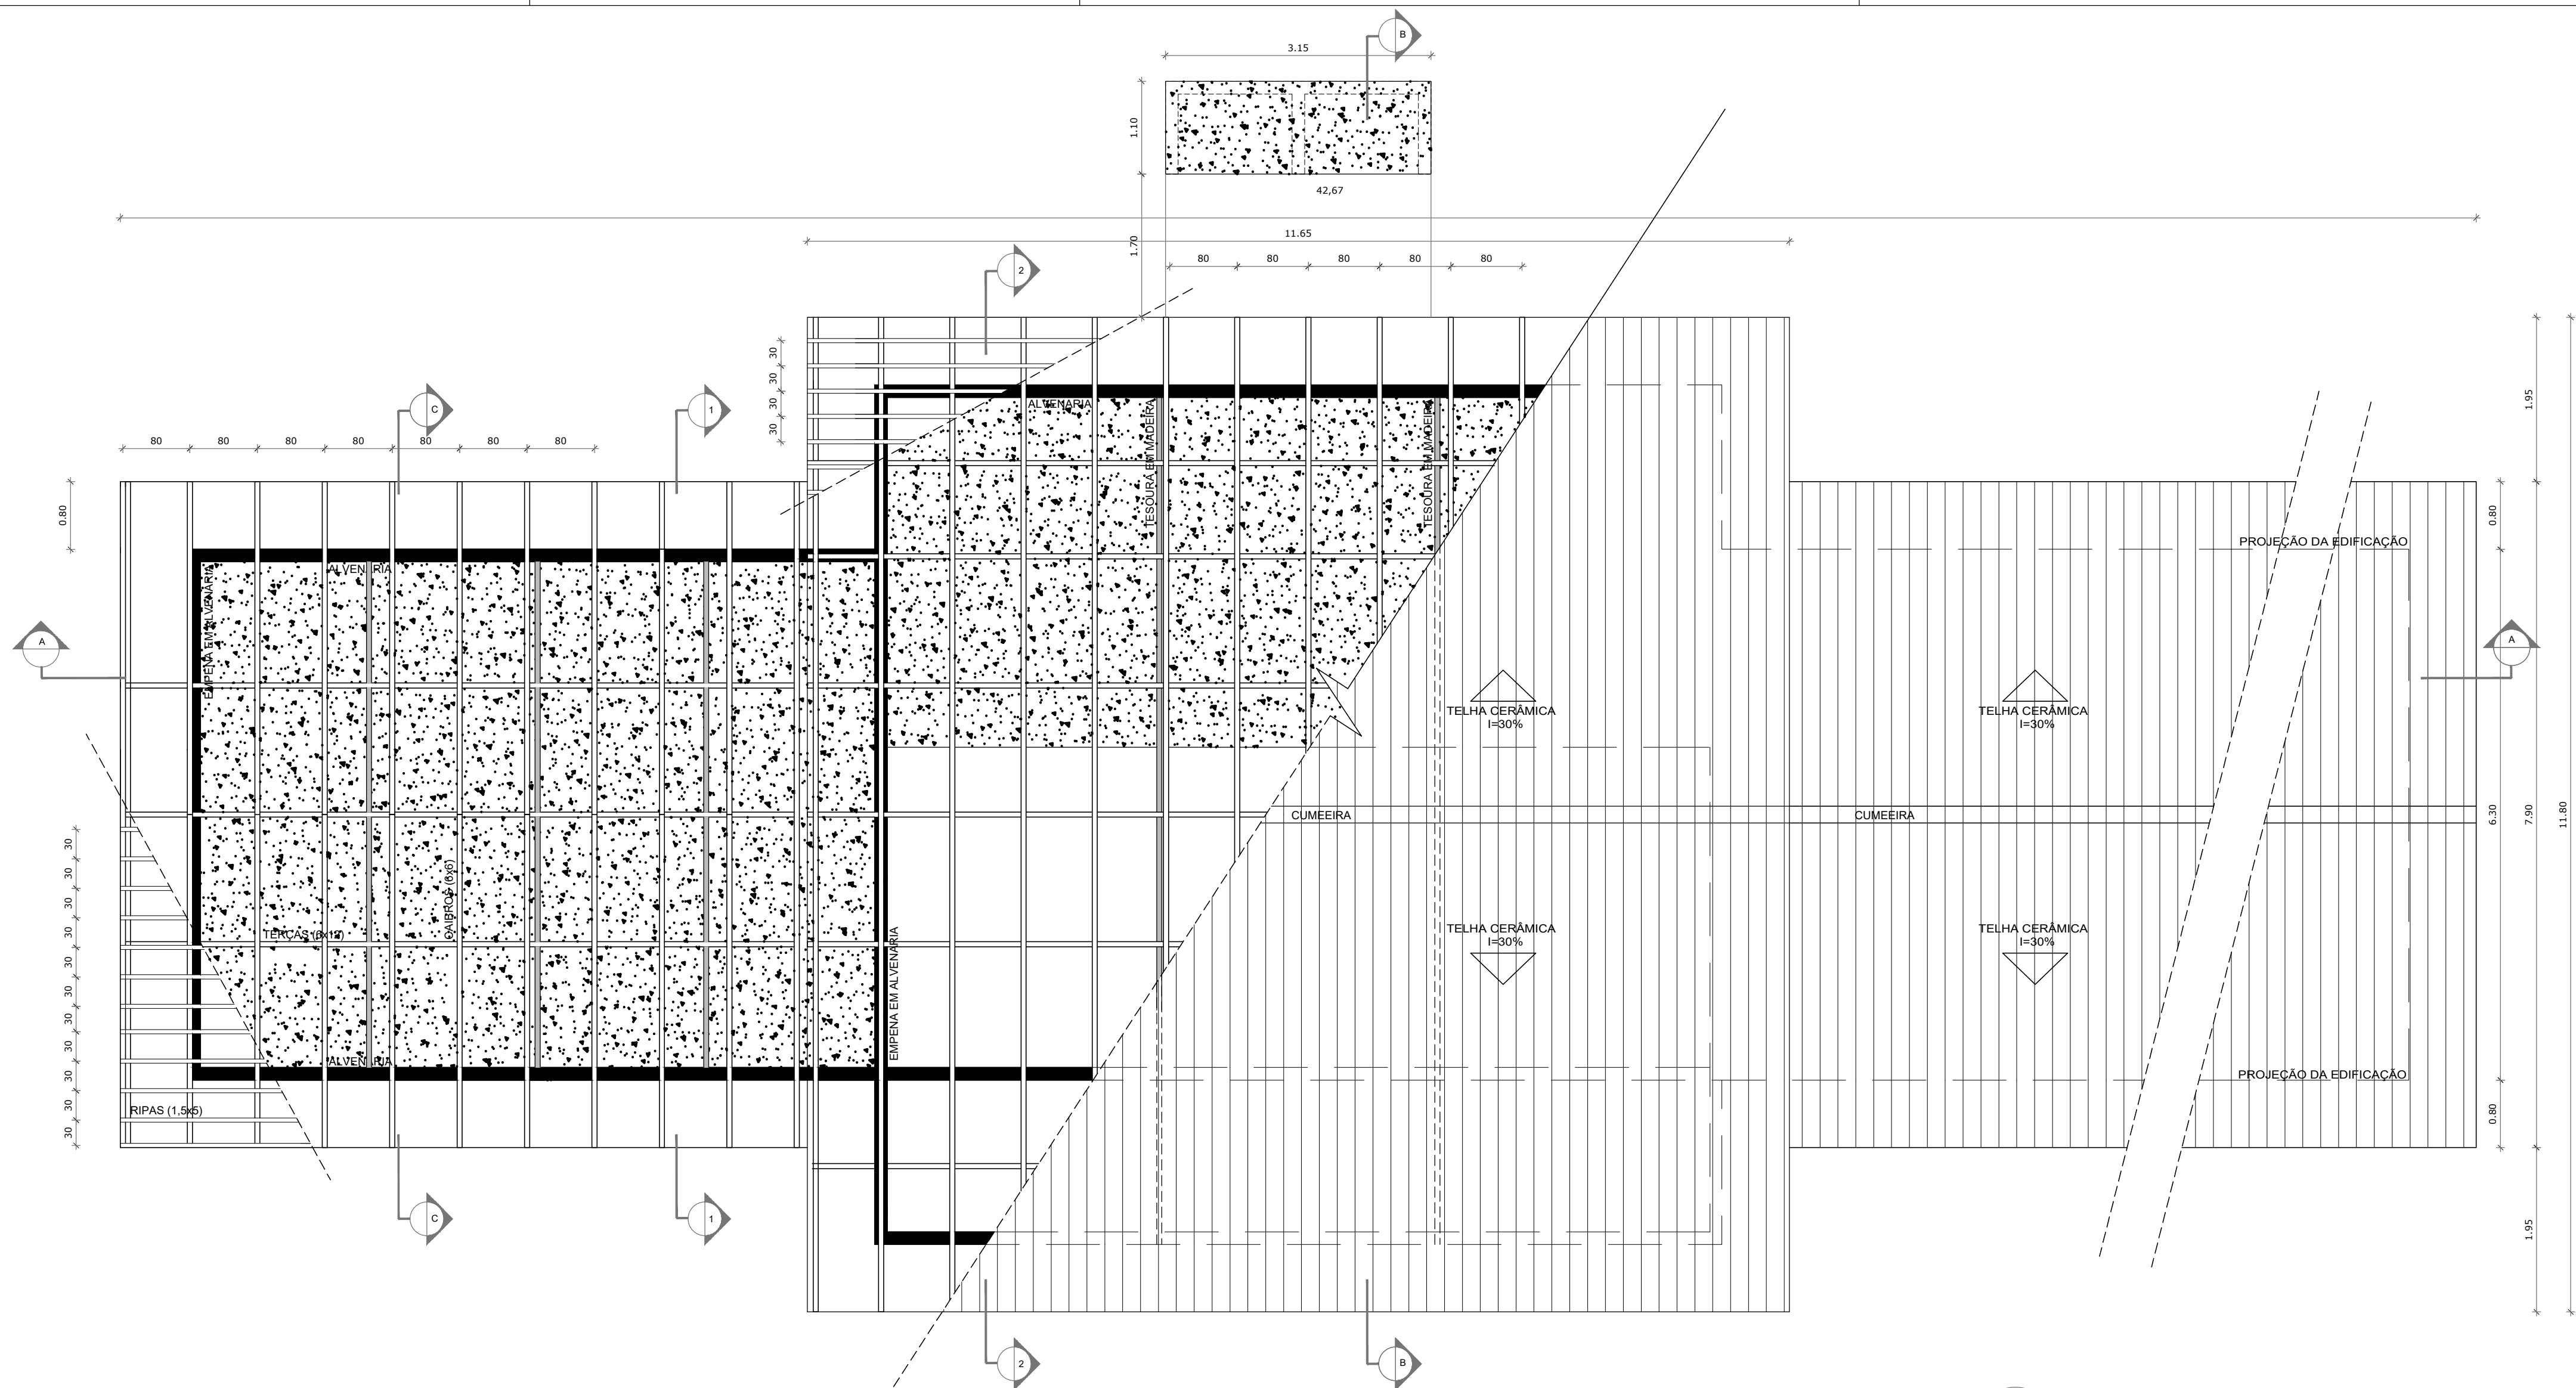 B
3.15
1.10
42,67
1.70
11.65
80 80 80 80 80
2
30
30
30
30
C
1
80 80 80 80 80 80 80
0.80
ALVENARIA
TESOURA EM MADEIRA
TESOURA EM MADEIRA
1.95
0.80
PROJEÇÃO DA EDIFICAÇÃO
ALVENARIA
EMPENA EM ALVENARIA
A
A
TELHA CERÂMICA
I=30%
TELHA CERÂMICA
I=30%
CUMEEIRA
CUMEEIRA
6.30
7.90
11.80
30
30
30
30
30
30
30
30
30
30
30
CAIBROS (6x6)
TERÇAS (6x12)
EMPENA EM ALVENARIA
TELHA CERÂMICA
I=30%
TELHA CERÂMICA
I=30%
ALVENARIA
PROJEÇÃO DA EDIFICAÇÃO
RIPAS (1,5x5)
0.80
C
1
1.95
2
B